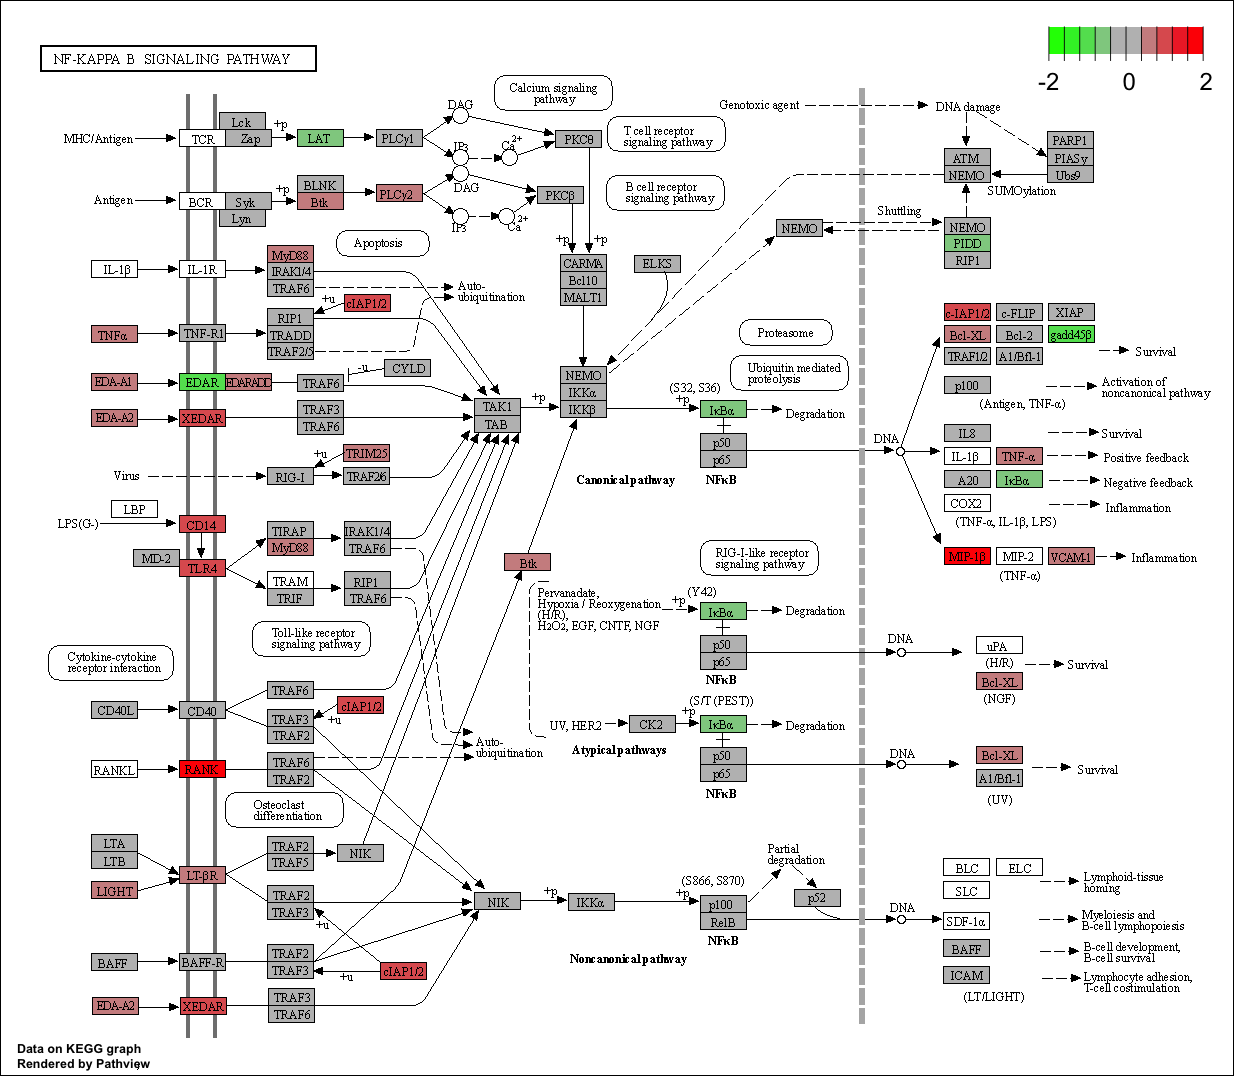 NF-KAPPA B SIGNALING PATHWAY
-2 0 2
Calcium signaling
pathway
T cell receptor
signaling pathway
B cell receptor
signaling pathway
Genotoxic agent
DNA damage
MHC/Antigen
TCR
Lck
Zap
+p
LAT
PLCγ1
DAG
IP3
Ca2+
PKCθ
ATM
NEMO
PARP1
PIASy
Ubs9
SUMOylation
Antigen
BCR
Syk
Lyn
+p
BLNK
Btk
PLCγ2
DAG
IP3
Ca2+
PKCβ
+p
+p
NEMO
Shuttling
NEMO
PIDD
RIP1
Apoptosis
IL-1β
IL-1R
MyD88
IRAK1/4
TRAF6
Auto-
ubiquitination
CARMA
Bcl10
MALT1
ELKS
TNFα
TNF-R1
+u
cIAP1/2
RIP1
TRADD
TRAF2/5
Proteasome
Ubiquitin mediated
proteolysis
c-IAP1/2
c-FLIP
XIAP
Bcl-XL
Bcl-2
gadd45β
TRAF1/2
A1/Bfl-1
Survival
EDA-A1
EDAR
EDARADD
TRAF6
-u
CYLD
NEMO
IKKα
IKKβ
(S32, S36)
+p
IκBα
Degradation
p100
(Antigen, TNF-α)
Activation of
noncanonical pathway
EDA-A2
XEDAR
TRAF3
TRAF6
TAK1
TAB
+p
p50
p65
NFκB
DNA
IL8
Survival
IL-1β
TNF-α
Positive feedback
A20
IκBα
Negative feedback
COX2
Inflammation
(TNF-α, IL-1β, LPS)
Virus
RIG-I
+u
TRIM25
TRAF2/6
Canonical pathway
LBP
LPS(G-)
CD14
MD-2
TLR4
TIRAP
MyD88
IRAK1/4
TRAF6
TRAM
TRIF
RIP1
TRAF6
Btk
RIG-I-like receptor
signaling pathway
MIP-1β
MIP-2
VCAM-1
(TNF-α)
Inflammation
Pervanadate,
Hypoxia / Reoxygenation
(H/R),
H2O2, EGF, CNTF, NGF
+p
(Y42)
IκBα
Degradation
p50
p65
NFκB
DNA
uPA
(H/R)
Bcl-XL
(NGF)
Survival
Toll-like receptor
signaling pathway
Cytokine-cytokine
receptor interaction
CD40L
CD40
TRAF6
TRAF3
TRAF2
+u
cIAP1/2
Auto-
ubiquitination
UV, HER2
CK2
+p
(S/T (PEST))
IκBα
Degradation
Atypical pathways
p50
p65
NFκB
DNA
Bcl-XL
A1/Bfl-1
(UV)
Survival
RANKL
RANK
TRAF6
TRAF2
Osteoclast
differentiation
LTA
LTB
LIGHT
LT-βR
TRAF2
TRAF5
NIK
TRAF2
TRAF3
+u
NIK
+p
IKKα
+p
(S866, S870)
p100
RelB
NFκB
Partial
degradation
p52
DNA
BLC
ELC
SLC
Lymphoid-tissue
homing
SDF-1α
Myeloiesis and
B-cell lymphopoiesis
BAFF
B-cell development,
B-cell survival
ICAM
Lymphocyte adhesion,
T-cell costimulation
(LT/LIGHT)
BAFF
BAFF-R
TRAF2
TRAF3
+u
cIAP1/2
Noncanonical pathway
EDA-A2
XEDAR
TRAF3
TRAF6
Data on KEGG graph
Rendered by Pathview